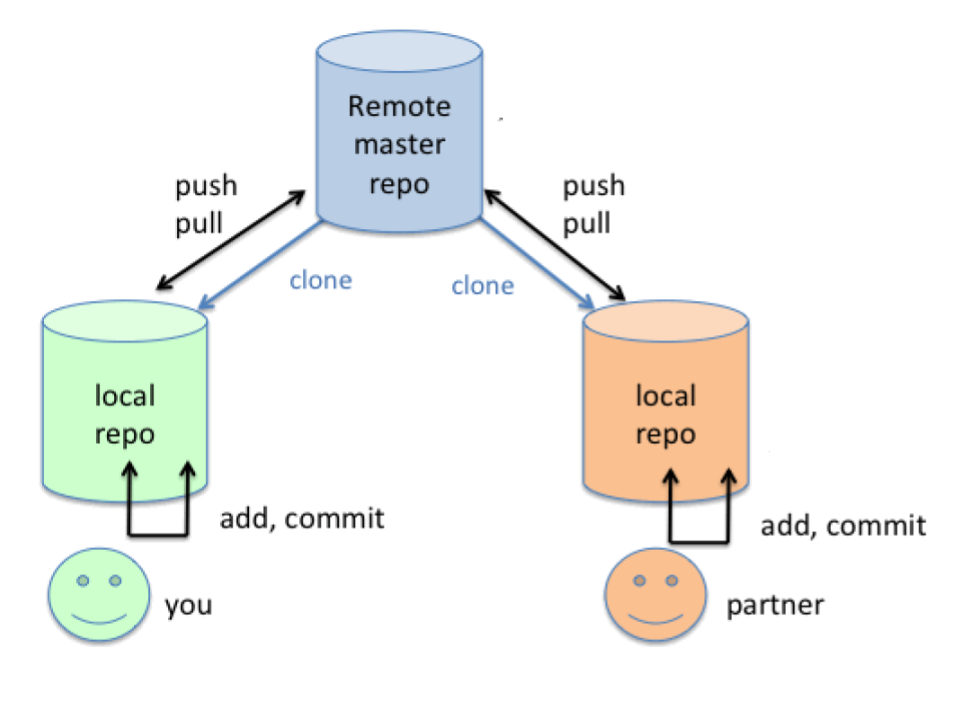 Remote
master
repo
push
pull
push
pull
clone
clone
local
repo
local
repo
add, commit
add, commit
you
partner